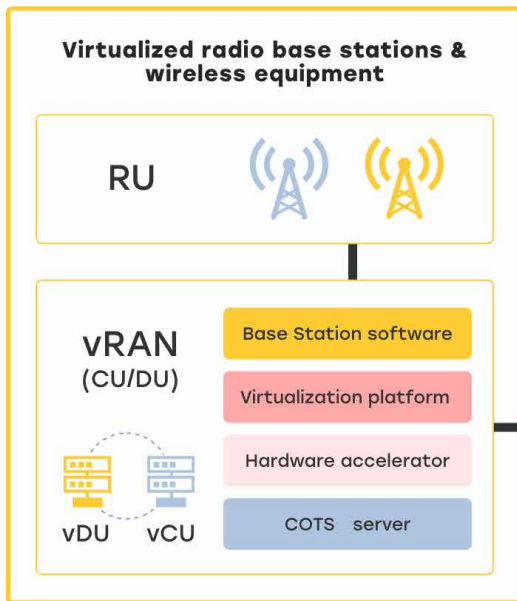 Virtualized radio base stations &
wireless equipment
RU
vRAN
(CU/DU)
Base Station software
Virtualization platform
Hardware accelerator
COTS server
vDU vCU